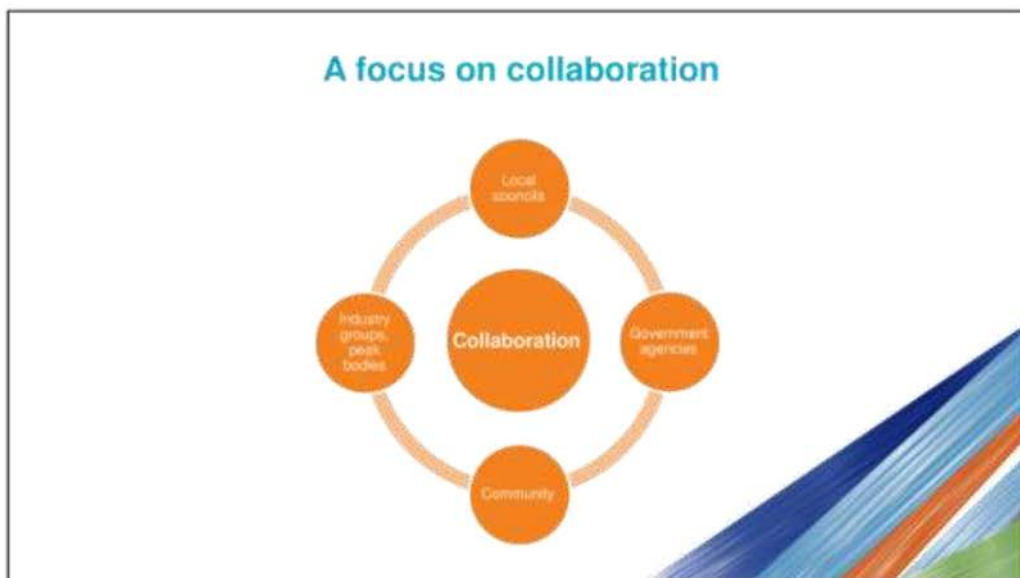 A focus on collaboration
Local
councils
Industry
groups,
peak
bodies
Collaboration
Government
agencies
Community